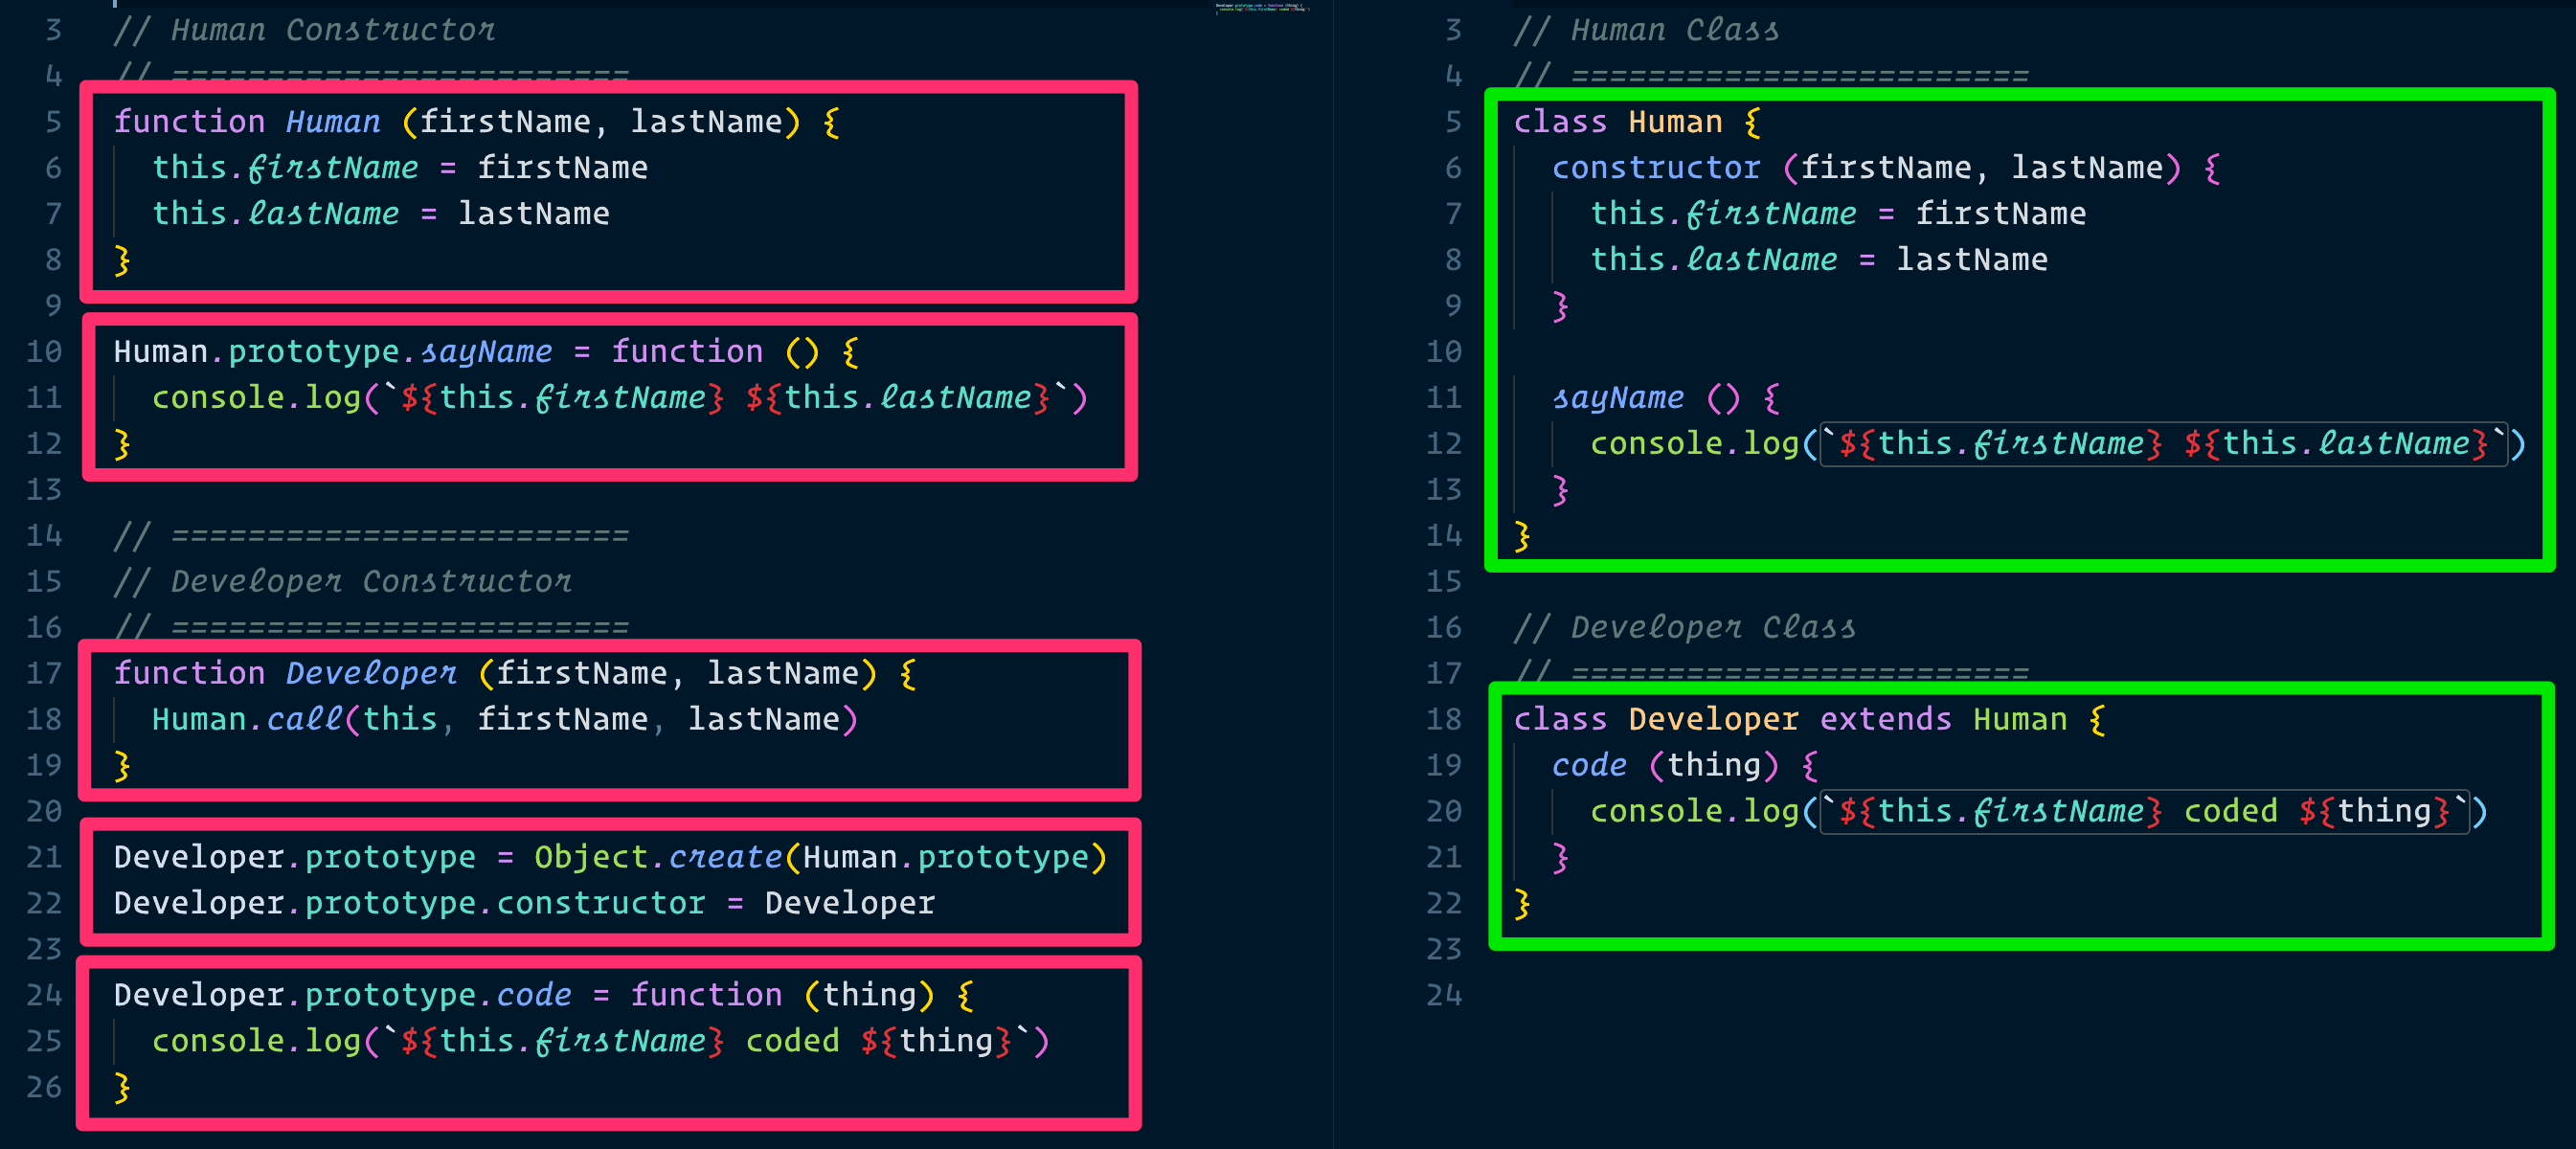 3 // Human Constructor
4 // ========================
5 function Human (firstName, lastName) {
6 this.firstName = firstName
7 this.lastName = lastName
8 }
9
10 Human.prototype.sayName = function () {
11 console.log(`${this.firstName} ${this.lastName}`)
12 }
13
14 // ========================
15 // Developer Constructor
16 // ========================
17 function Developer (firstName, lastName) {
18 Human.call(this, firstName, lastName)
19 }
20
21 Developer.prototype = Object.create(Human.prototype)
22 Developer.prototype.constructor = Developer
23
24 Developer.prototype.code = function (thing) {
25 console.log(`${this.firstName} coded ${thing}`)
26 }
3 // Human Class
4 // ========================
5 class Human {
6 constructor (firstName, lastName) {
7 this.firstName = firstName
8 this.lastName = lastName
9 }
10
11 sayName () {
12 console.log(`${this.firstName} ${this.lastName}`)
13 }
14 }
15
16 // Developer Class
17 // ========================
18 class Developer extends Human {
19 code (thing) {
20 console.log(`${this.firstName} coded ${thing}`)
21 }
22 }
23
24